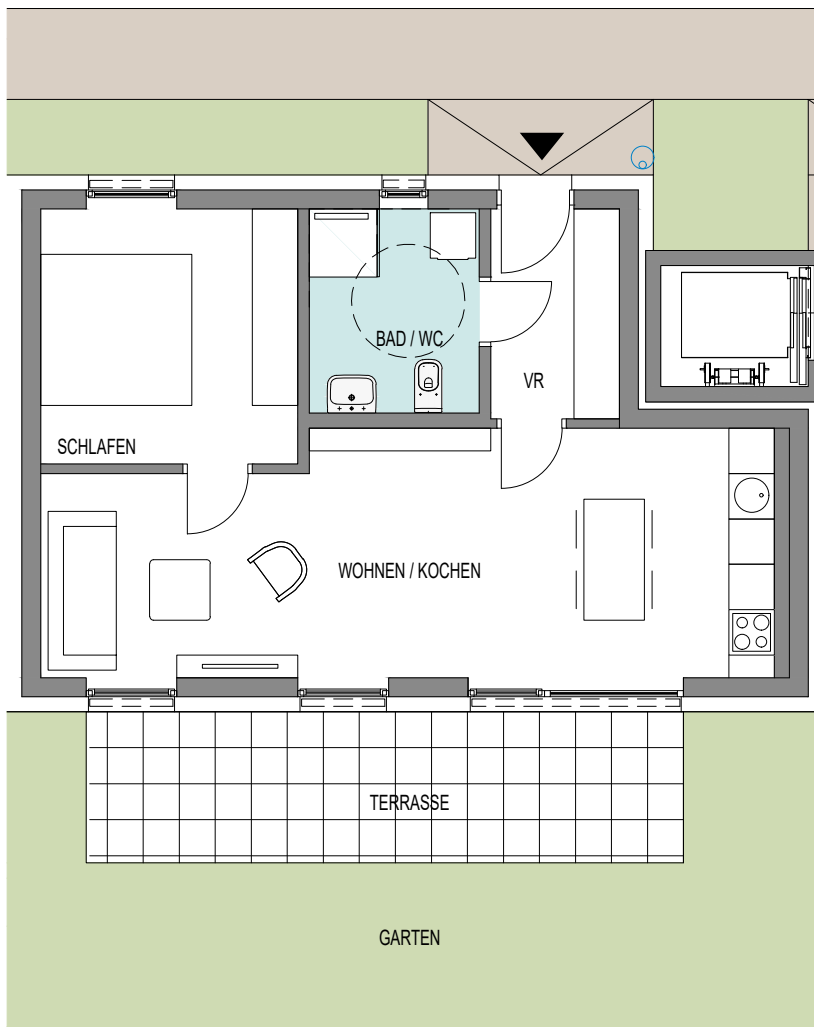 BAD / WC
VR
SCHLAFEN
WOHNEN / KOCHEN
TERRASSE
GARTEN